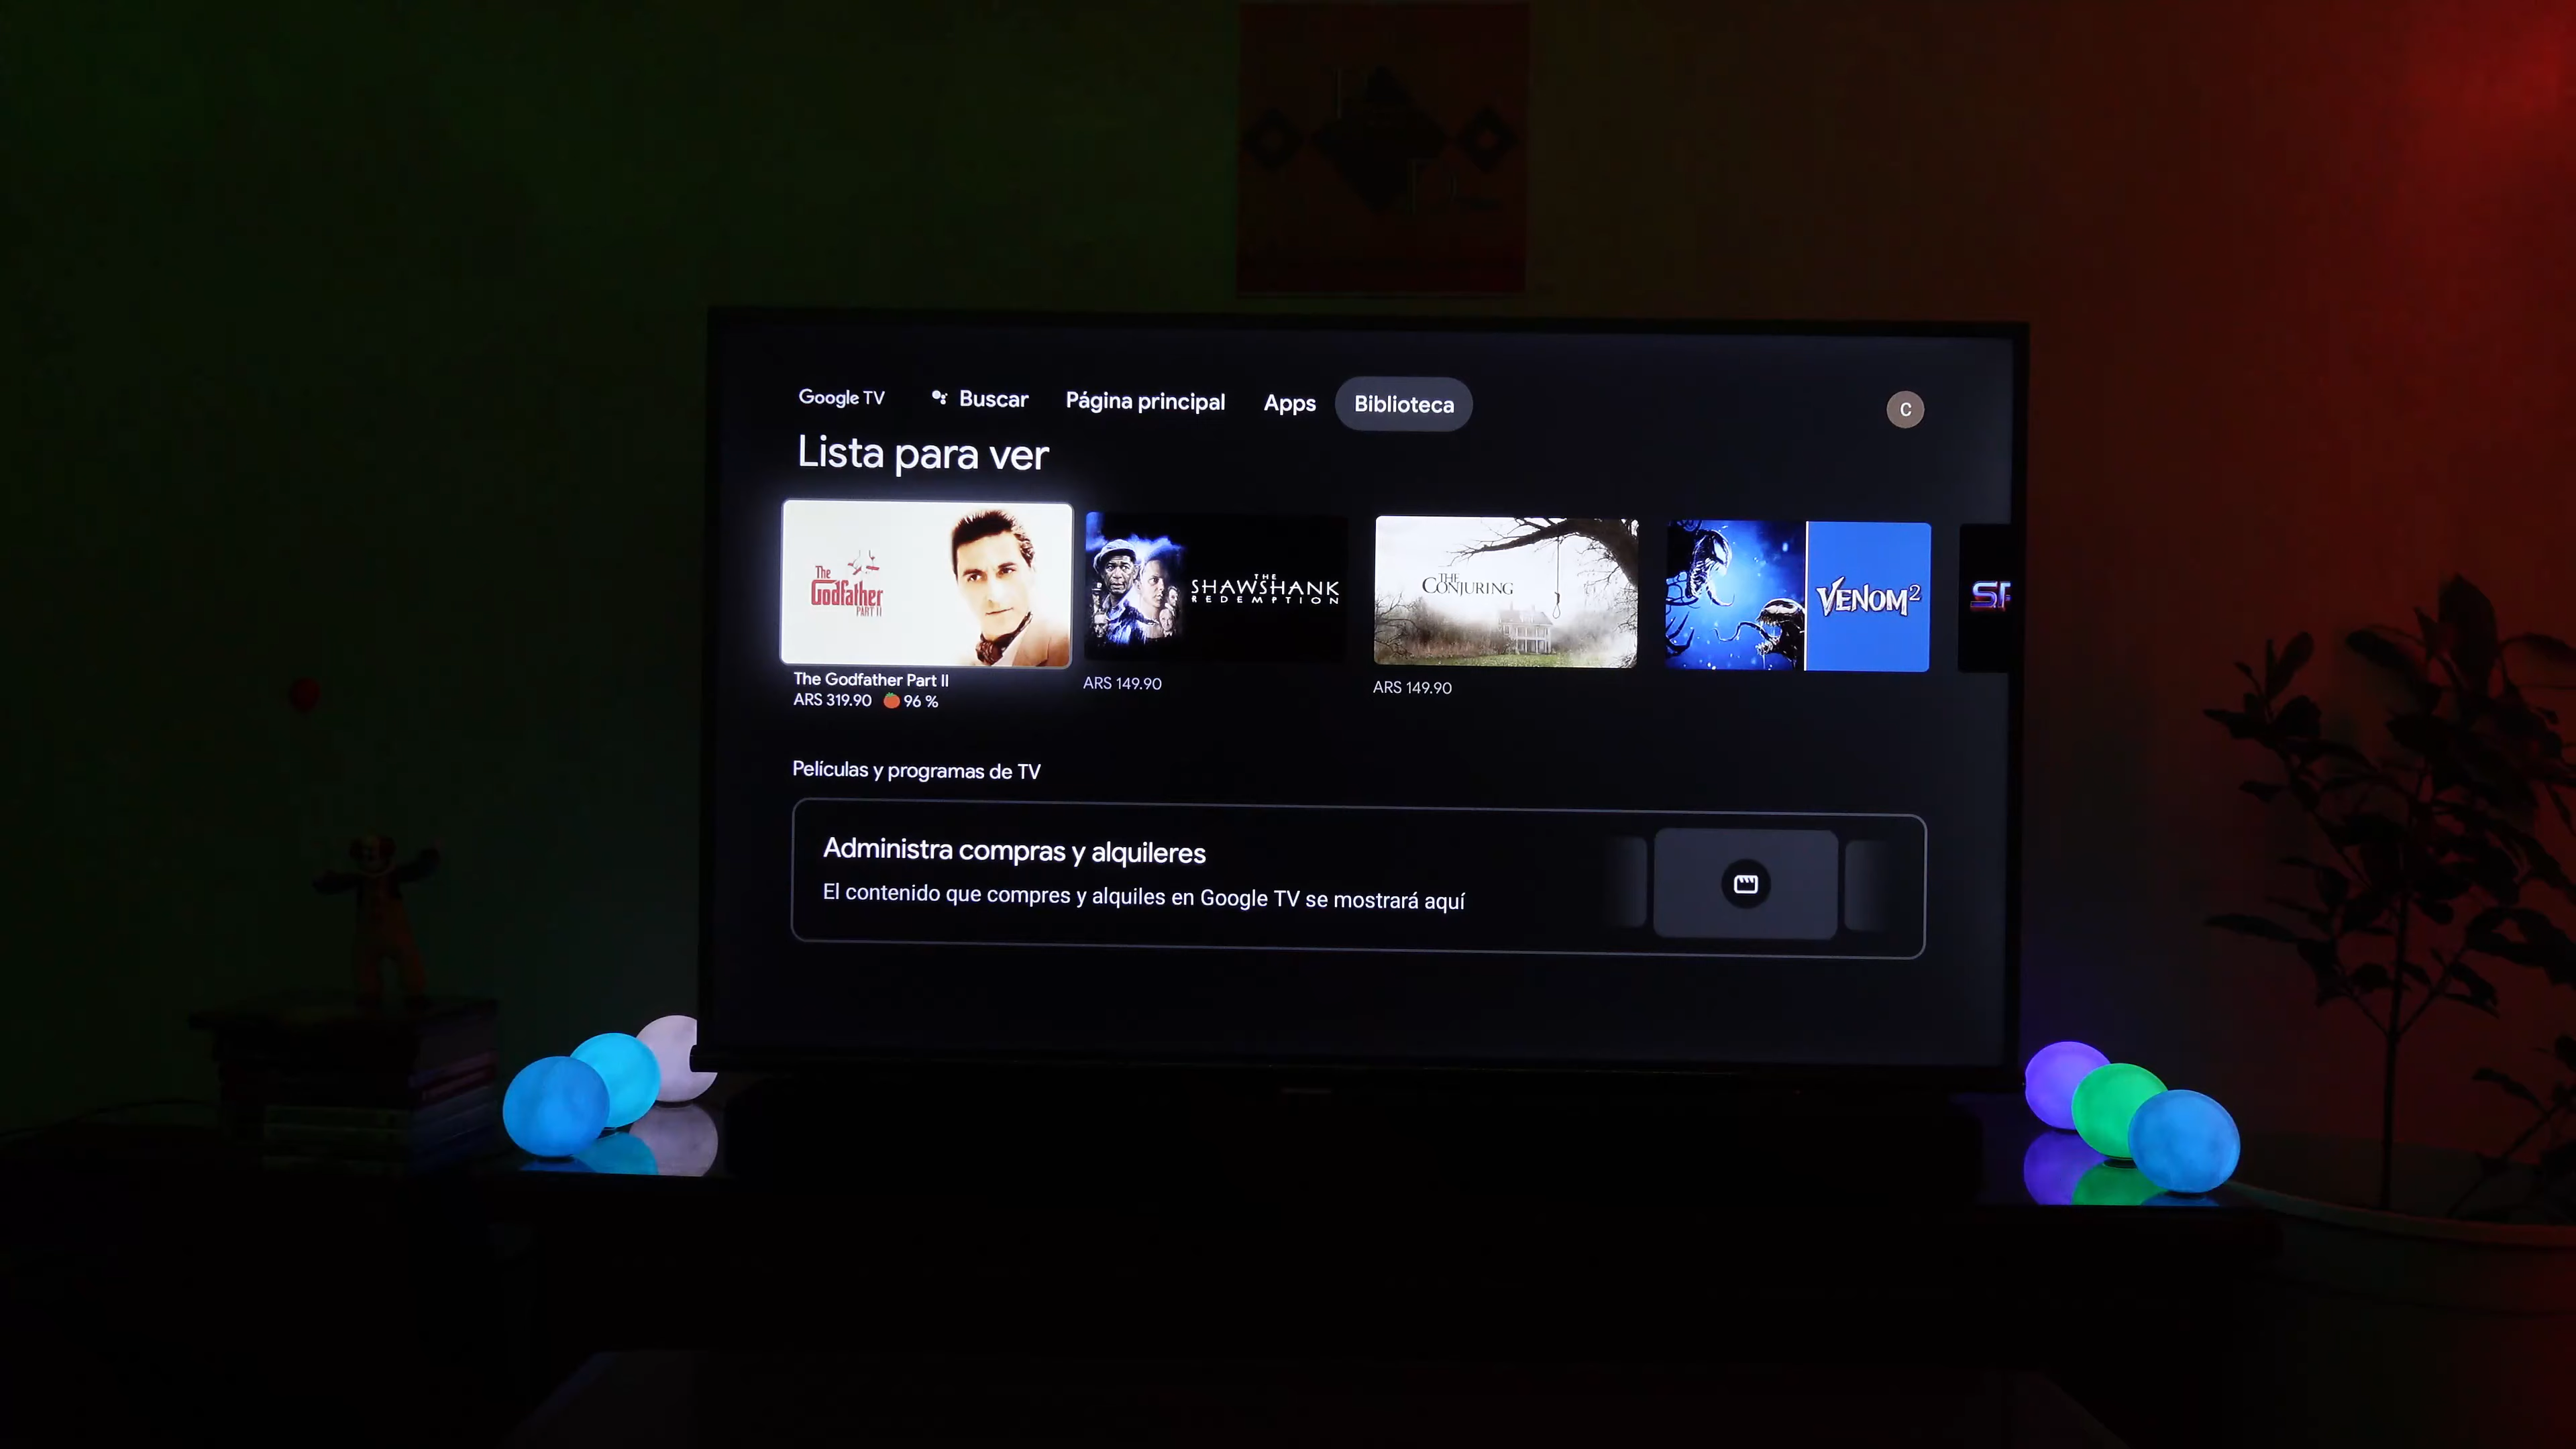 Google TV Buscar Página principal Apps Biblioteca C
Lista para ver
The Godfather PART II
THE SHAWSHANK REDEMPTION
THE CONJURING
VENOM2
The Godfather Part II
ARS 319.90 96 %
ARS 149.90
ARS 149.90
Películas y programas de TV
Administra compras y alquileres
El contenido que compres y alquiles en Google TV se mostrará aquí